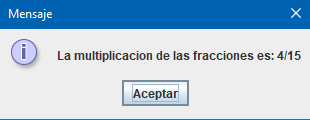 Mensaje
La multiplicacion de las fracciones es: 4/15
Aceptar